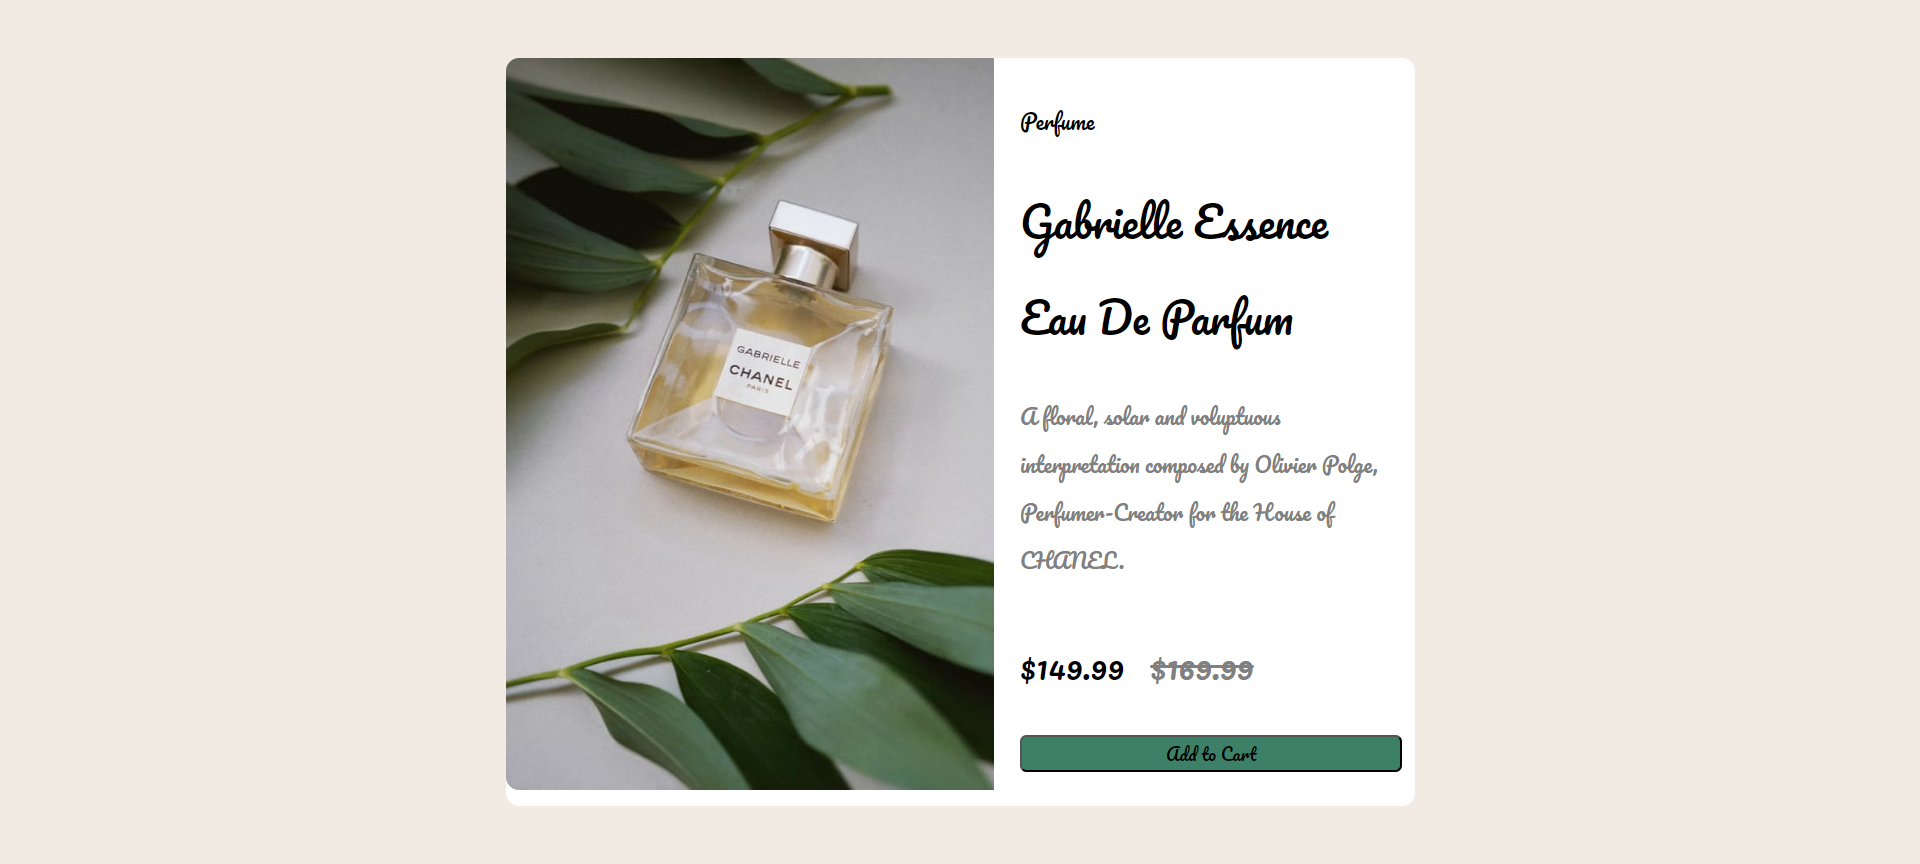 GABRIELLE
CHANEL
PARIS
Perfume
Gabrielle Essence
Eau De Parfum
A floral, solar and voluptuous
interpretation composed by Olivier Polge,
Perfumer-Creator for the House of
CHANEL.
$149.99 $169.99
Add to Cart